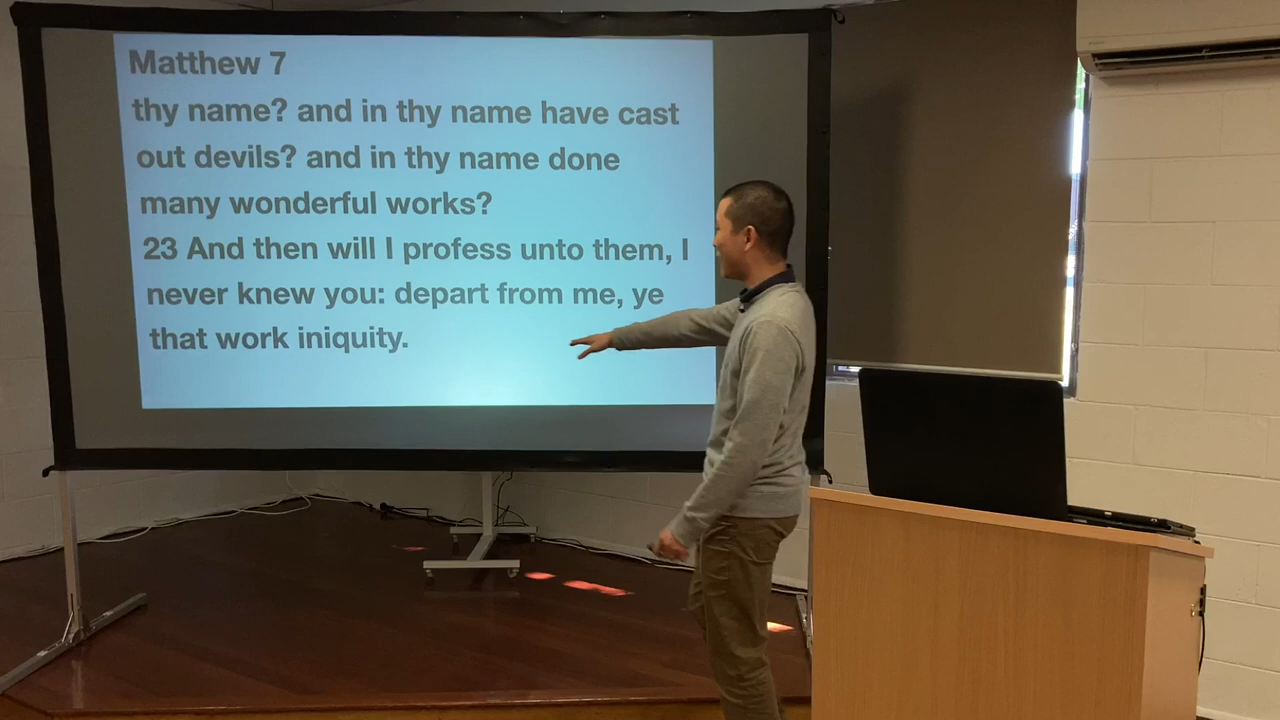 Matthew 7
thy name? and in thy name have cast
out devils? and in thy name done
many wonderful works?
23 And then will I profess unto them, I
never knew you: depart from me, ye
that work iniquity.